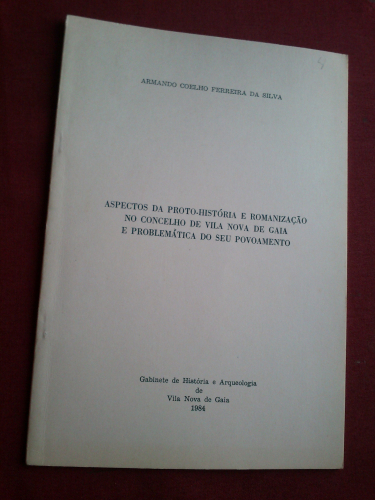 ARMANDO COELHO FERREIRA DA SILVA
ASPECTOS DA PROTO-HISTÓRIA E ROMANIZAÇÃO
NO CONCELHO DE VILA NOVA DE GAIA
E PROBLEMÁTICA DO SEU POVOAMENTO
Gabinete de História e Arqueologia
de
Vila Nova de Gaia
1984